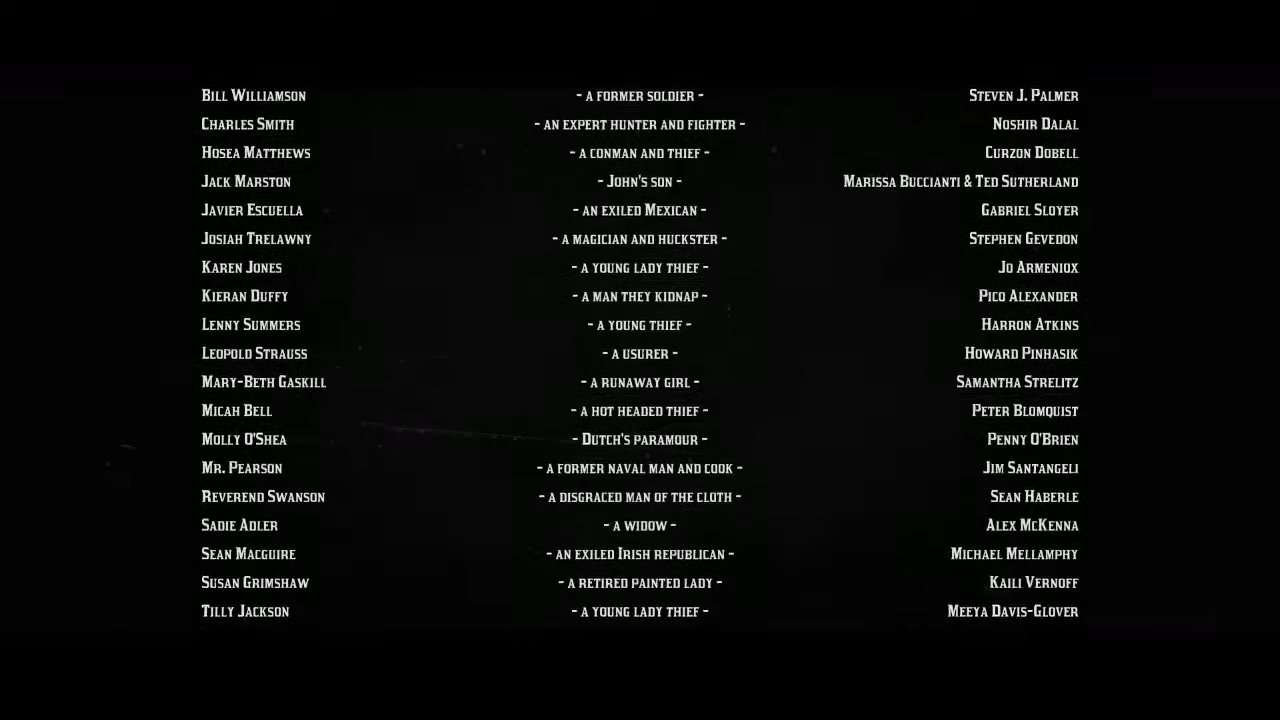 Bill Williamson - a former soldier - Steven J. Palmer
Charles Smith - an expert hunter and fighter - Noshir Dalal
Hosea Matthews - a conman and thief - Curzon Dobell
Jack Marston - John's son - Marissa Buccianti & Ted Sutherland
Javier Escuella - an exiled Mexican - Gabriel Sloyer
Josiah Trelawny - a magician and huckster - Stephen Gevedon
Karen Jones - a young lady thief - Jo Armeniox
Kieran Duffy - a man they kidnap - Pico Alexander
Lenny Summers - a young thief - Harron Atkins
Leopold Strauss - a usurer - Howard Pinhasik
Mary-Beth Gaskill - a runaway girl - Samantha Strelitz
Micah Bell - a hot headed thief - Peter Blomquist
Molly O'Shea - Dutch's paramour - Penny O'Brien
Mr. Pearson - a former naval man and cook - Jim Santangeli
Reverend Swanson - a disgraced man of the cloth - Sean Haberle
Sadie Adler - a widow - Alex McKenna
Sean Macguire - an exiled Irish republican - Michael Mellamphy
Susan Grimshaw - a retired painted lady - Kaili Vernoff
Tilly Jackson - a young lady thief - Meeya Davis-Glover